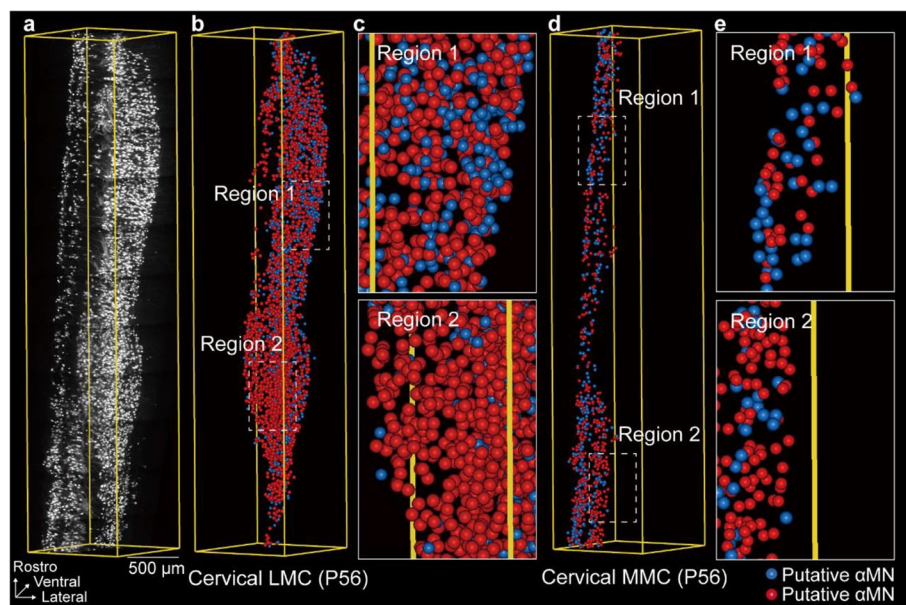 a
b
c
d
e
Region 1
Region 2
Region 1
Region 2
Region 1
Region 2
Region 1
Region 2
Rostro
Ventral
Lateral
500 µm
Cervical LMC (P56)
Cervical MMC (P56)
Putative αMN
Putative αMN